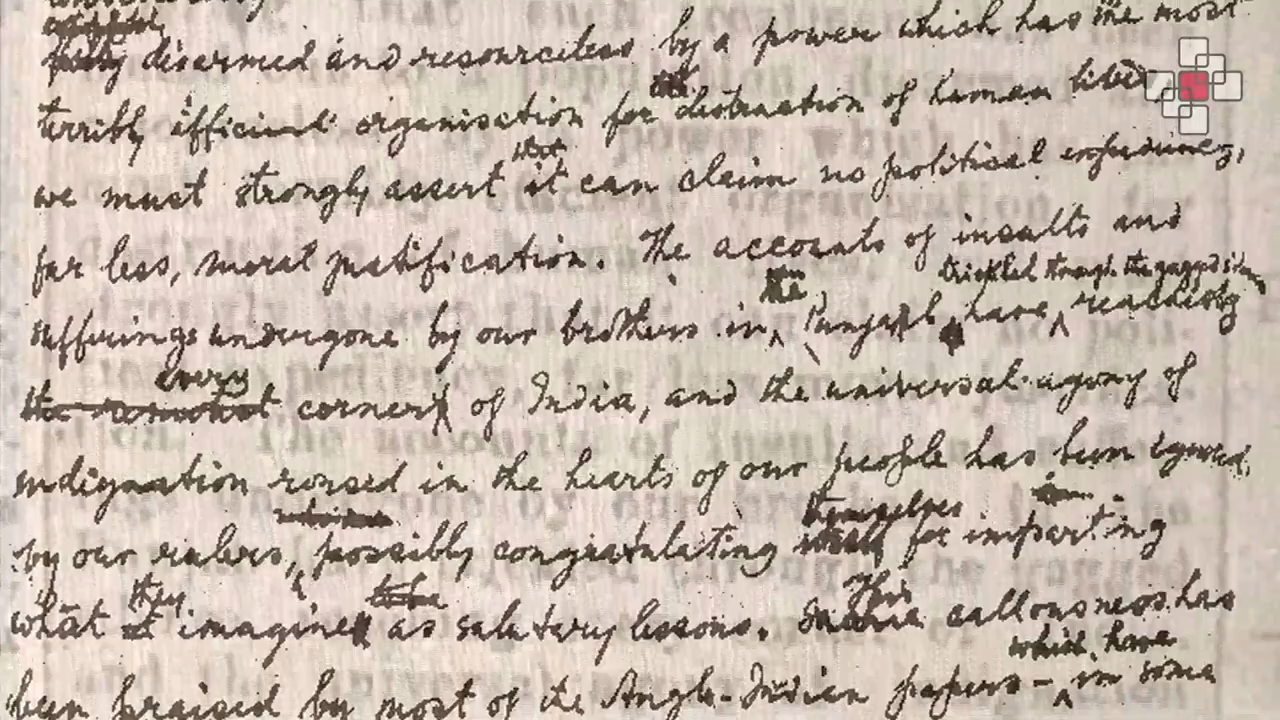 disarmed and resourceless by a power which has the most
terribly efficient organisation for destruction of human
that
we must strongly assert it can claim no political expediency,
far less, moral justification. The accounts of insults and
the trickled through the gagged silence
sufferings undergone by our brothers in Punjab have reached
every
the remotest corner of India, and the universal agony of
indignation roused in the hearts of our people has been ignored
themselves
by our rulers, possibly congratulating for imparting
they This
what it imagine as salutary lessons. callousness has
which have
been praised by most of the Anglo-Indian papers – in some